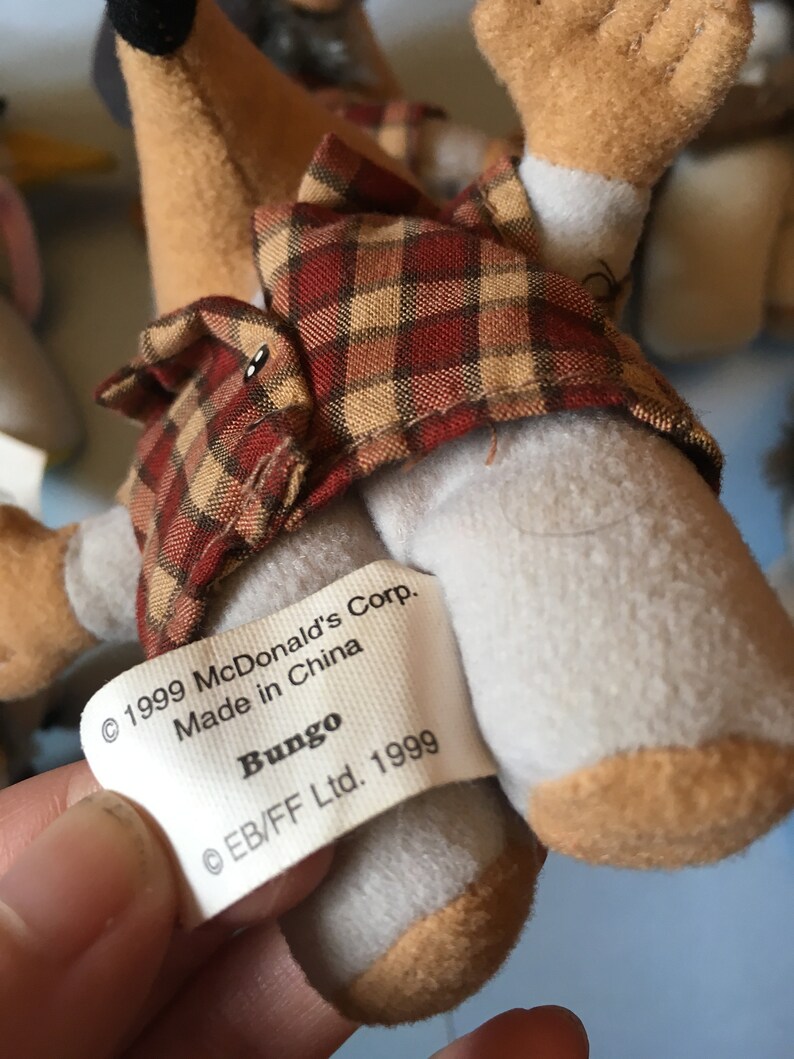 © 1999 McDonald's Corp.
Made in China
Bungo
© EB/FF Ltd. 1999